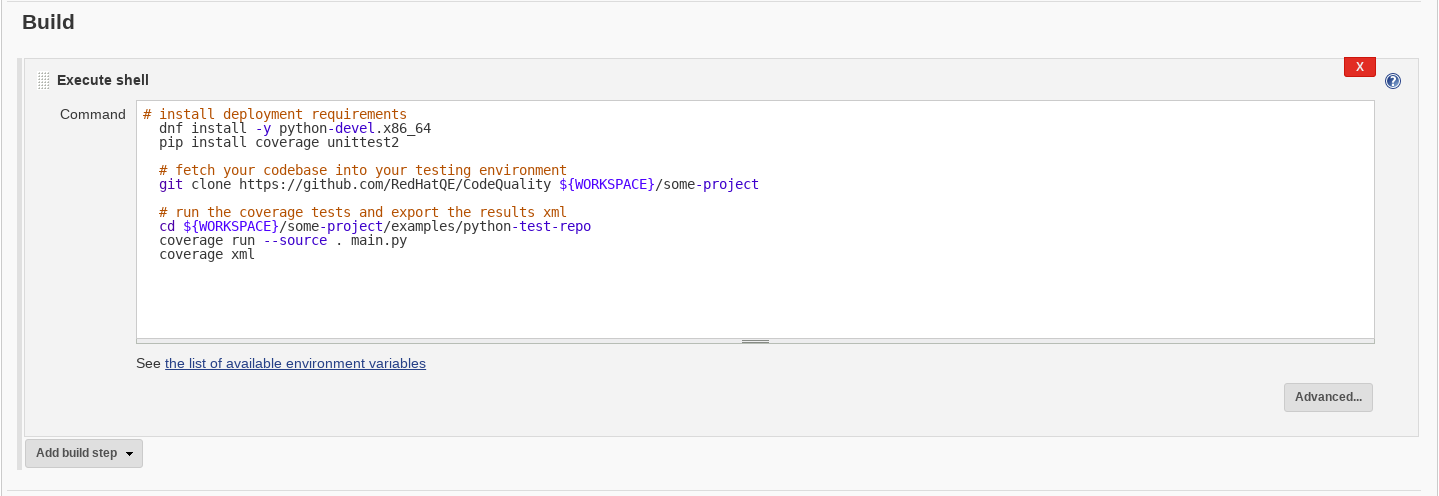 Build
Execute shell
X
?
Command
# install deployment requirements
dnf install -y python-devel.x86_64
pip install coverage unittest2
# fetch your codebase into your testing environment
git clone https://github.com/RedHatQE/CodeQuality ${WORKSPACE}/some-project
# run the coverage tests and export the results xml
cd ${WORKSPACE}/some-project/examples/python-test-repo
coverage run --source . main.py
coverage xml
See the list of available environment variables
Advanced...
Add build step